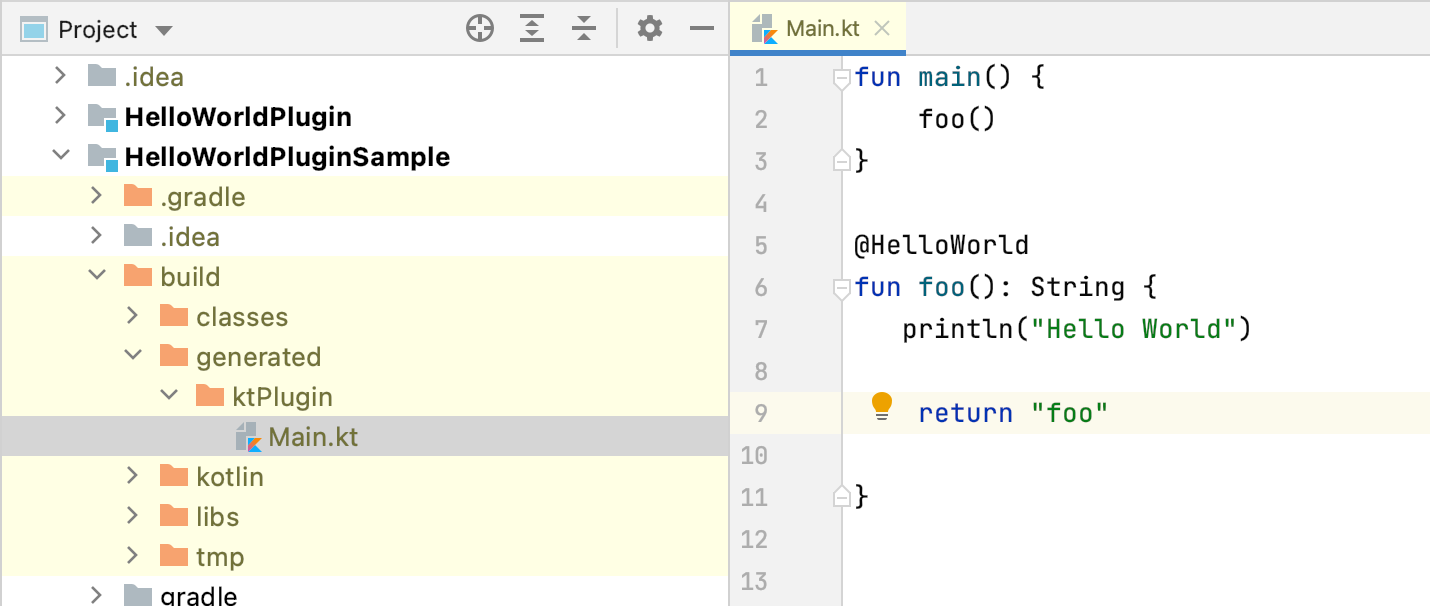 Project
.idea
HelloWorldPlugin
HelloWorldPluginSample
.gradle
.idea
build
classes
generated
ktPlugin
Main.kt
kotlin
libs
tmp
gradle
Main.kt
1 fun main() {
2 foo()
3 }
4
5 @HelloWorld
6 fun foo(): String {
7 println("Hello World")
8
9 return "foo"
10
11 }
12
13